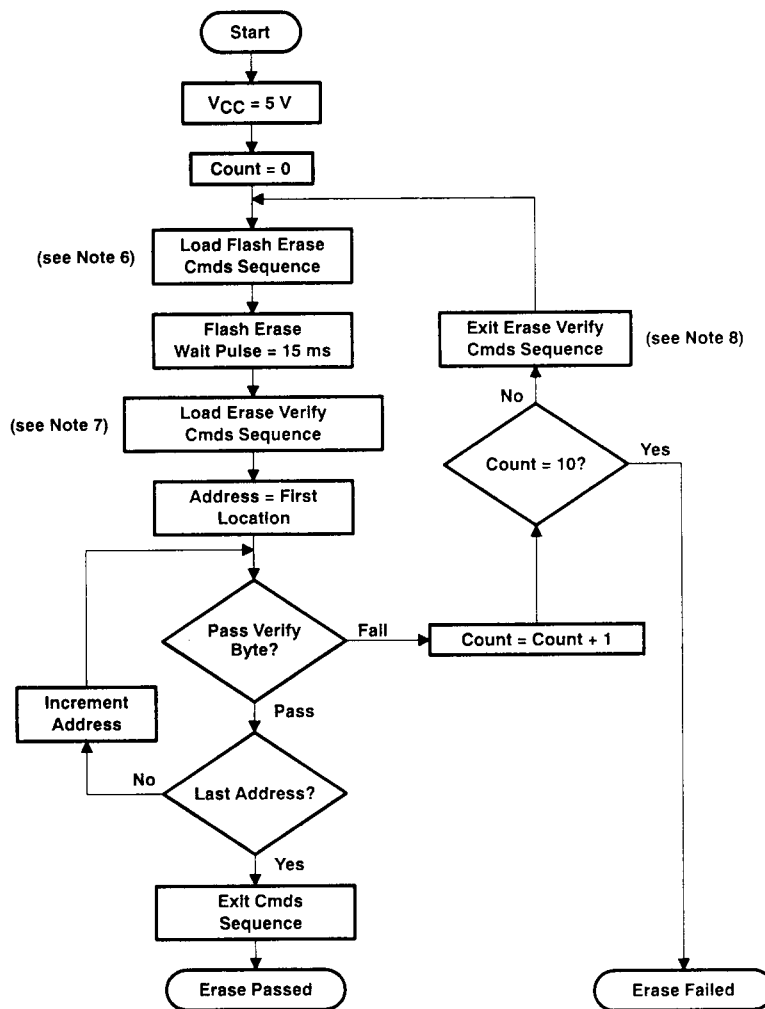 Start
VCC = 5 V
Count = 0
(see Note 6)
Load Flash Erase
Cmds Sequence
Flash Erase
Wait Pulse = 15 ms
(see Note 7)
Load Erase Verify
Cmds Sequence
Address = First
Location
Pass Verify
Byte?
Fail
Pass
Increment
Address
No
Last Address?
Yes
Exit Cmds
Sequence
Erase Passed
Count = Count + 1
Count = 10?
No
Yes
Exit Erase Verify
Cmds Sequence
(see Note 8)
Erase Failed